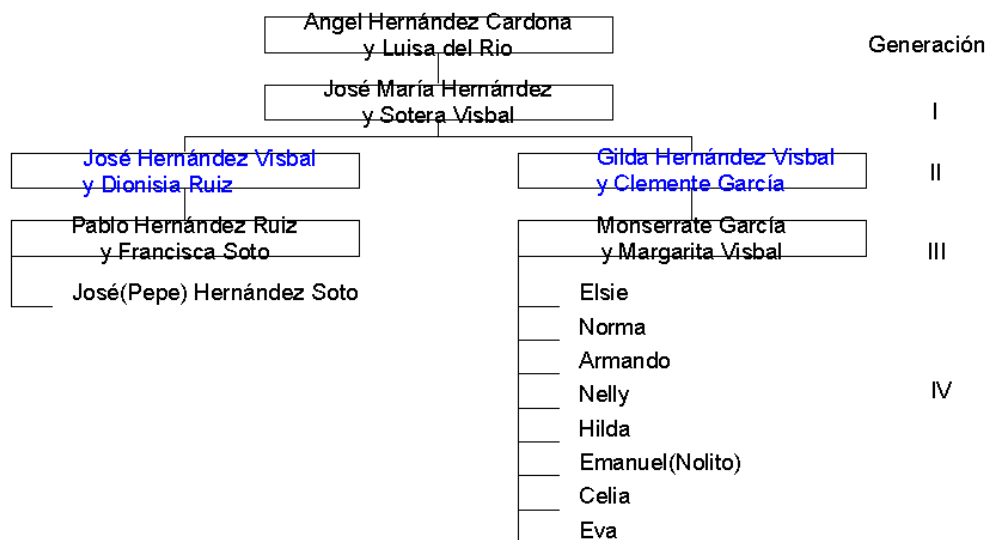 Angel Hernández Cardona
y Luisa del Rio
Generación
José María Hernández
y Sotera Visbal
I
José Hernández Visbal
y Dionisia Ruiz
Gilda Hernández Visbal
y Clemente García
II
Pablo Hernández Ruiz
y Francisca Soto
Monserrate García
y Margarita Visbal
III
José(Pepe) Hernández Soto
Elsie
Norma
Armando
Nelly
IV
Hilda
Emanuel(Nolito)
Celia
Eva